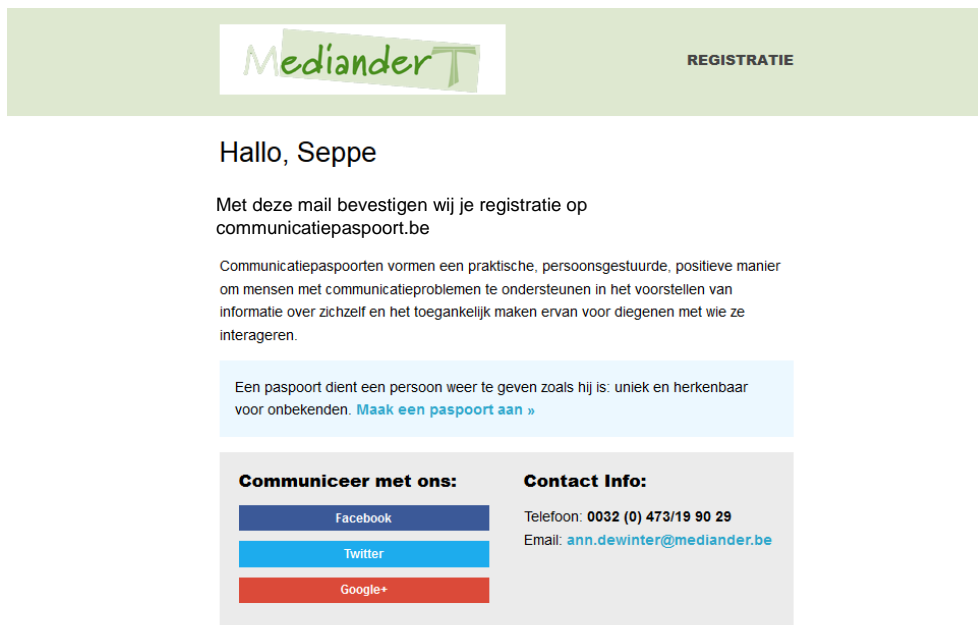 MedianderT
REGISTRATIE
Hallo, Seppe
Met deze mail bevestigen wij je registratie op
communicatiepaspoort.be
Communicatiepaspoorten vormen een praktische, persoonsgestuurde, positieve manier
om mensen met communicatieproblemen te ondersteunen in het voorstellen van
informatie over zichzelf en het toegankelijk maken ervan voor diegenen met wie ze
interageren.
Een paspoort dient een persoon weer te geven zoals hij is: uniek en herkenbaar
voor onbekenden. Maak een paspoort aan »
Communiceer met ons:
Facebook
Twitter
Google+
Contact Info:
Telefoon: 0032 (0) 473/19 90 29
Email: ann.dewinter@mediander.be